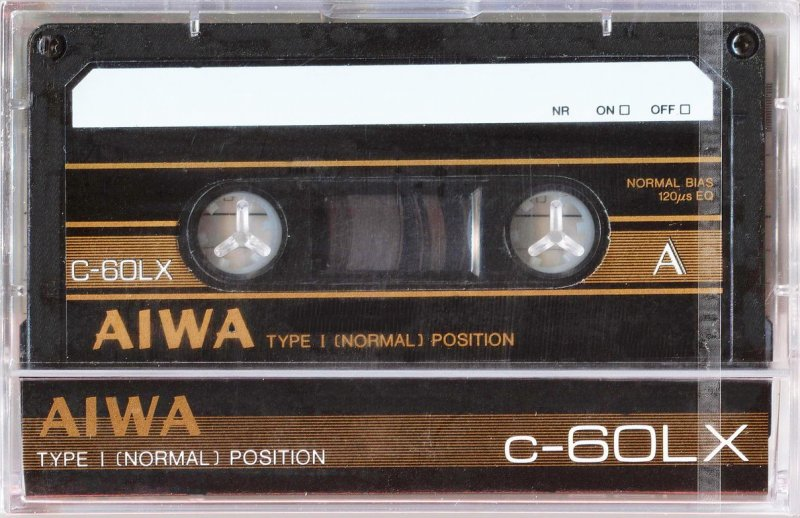 NR ON OFF
NORMAL BIAS
120µs EQ
C-60LX
A
AIWA TYPE I (NORMAL) POSITION
AIWA
TYPE I (NORMAL) POSITION
C-60LX